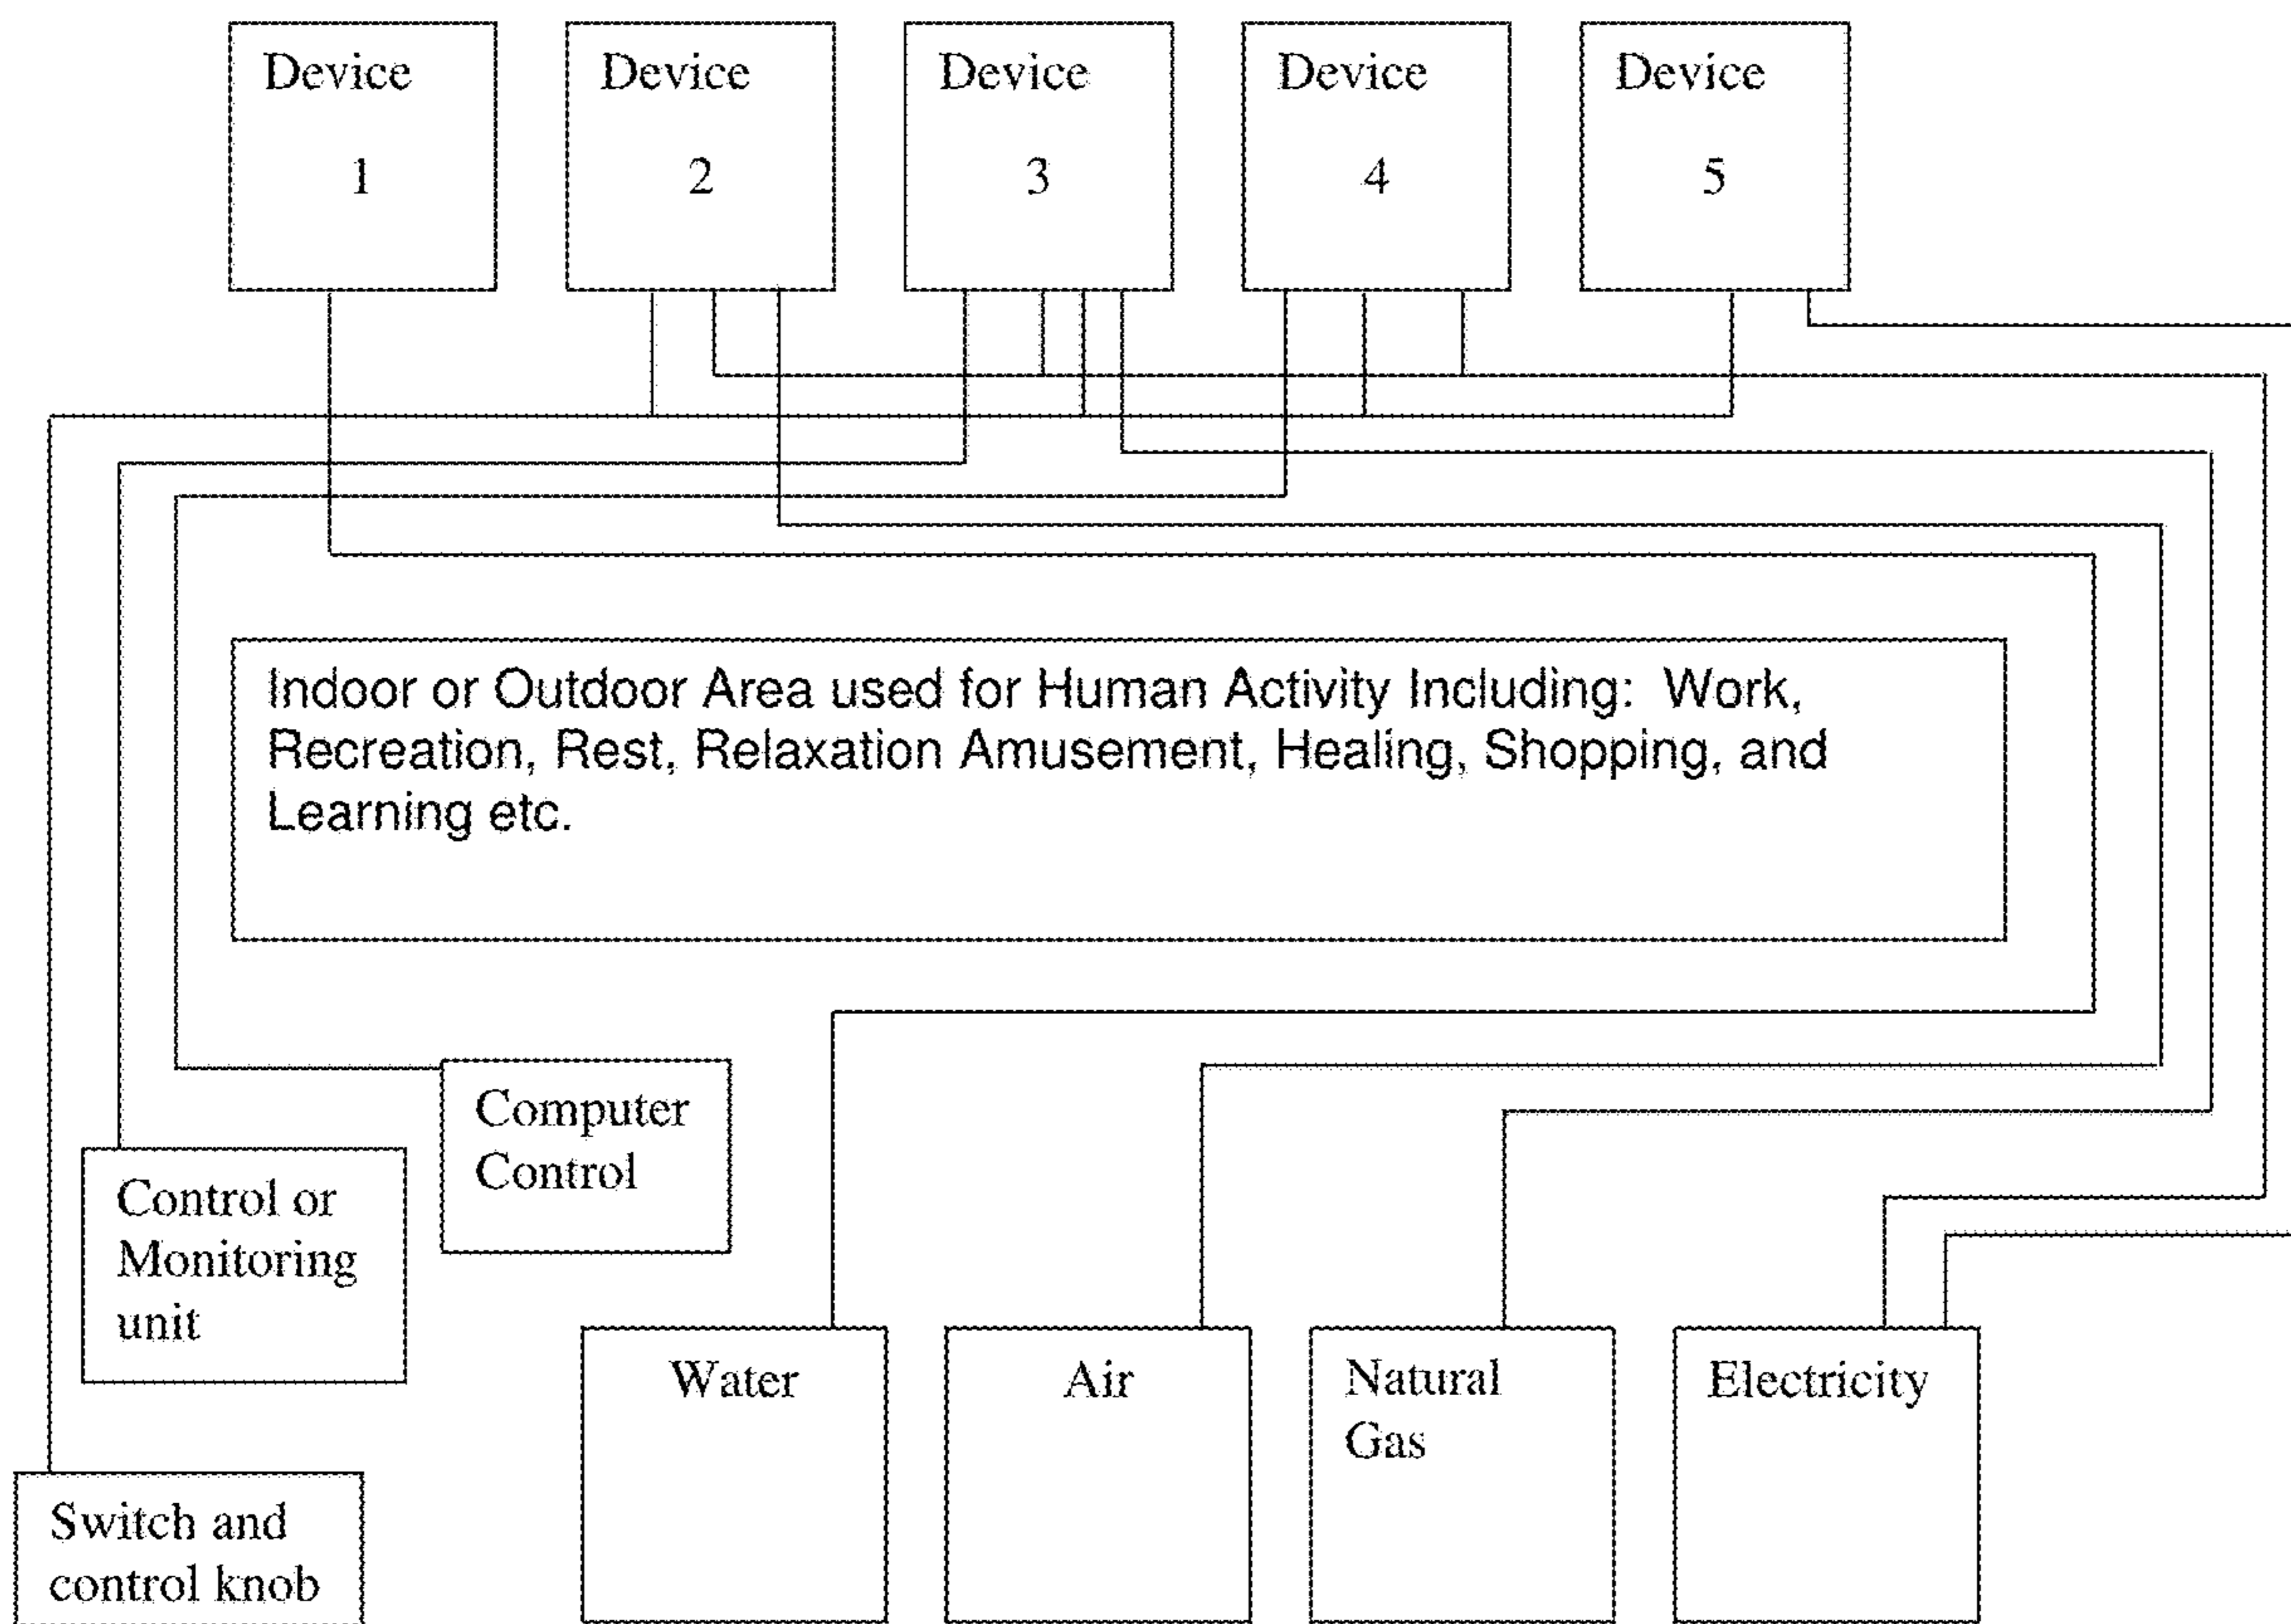 Device
1
Device
2
Device
3
Device
4
Device
5
Indoor or Outdoor Area used for Human Activity Including: Work,
Recreation, Rest, Relaxation Amusement, Healing, Shopping, and
Learning etc.
Computer
Control
Control or
Monitoring
unit
Water
Air
Natural
Gas
Electricity
Switch and
control knob